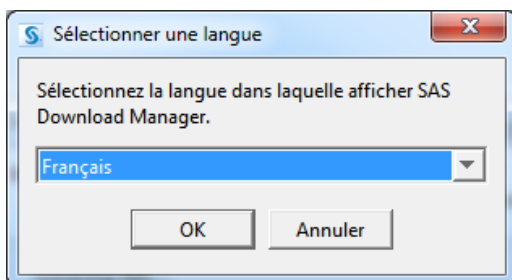 Sélectionner une langue
Sélectionnez la langue dans laquelle afficher SAS
Download Manager.
Français
OK
Annuler